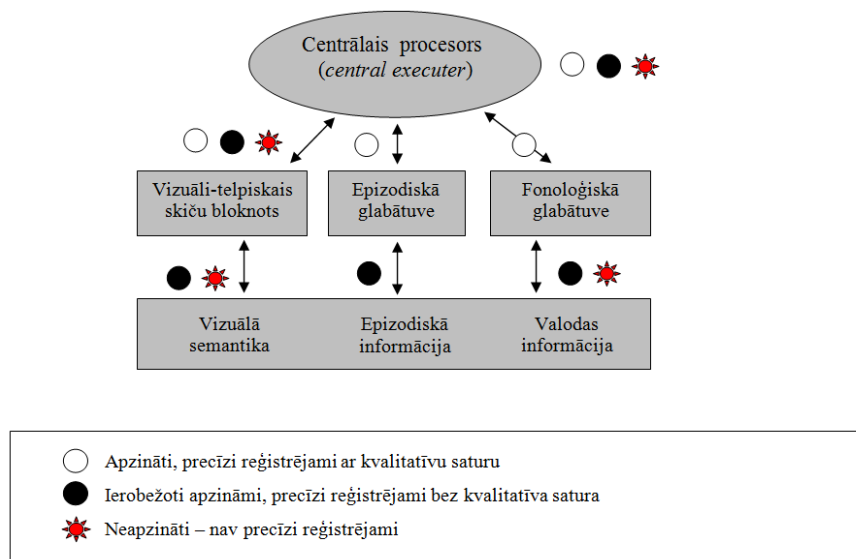 Centrālais procesors
(central executer)
Vizuāli-telpiskais
skiču bloknots
Epizodiskā
glabātuve
Fonoloģiskā
glabātuve
Vizuālā
semantika
Epizodiskā
informācija
Valodas
informācija
Apzināti, precīzi reģistrējami ar kvalitatīvu saturu
Ierobežoti apzināmi, precīzi reģistrējami bez kvalitatīva satura
Neapzināti – nav precīzi reģistrējami